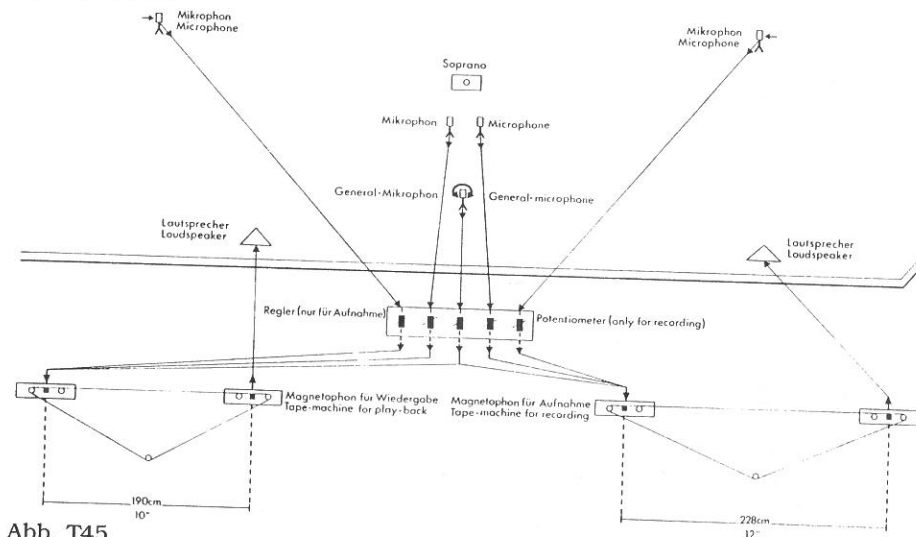 Mikrophon
Microphone
Mikrophon
Microphone
Soprano
Mikrophon
Microphone
General-Mikrophon
General-microphone
Lautsprecher
Loudspeaker
Lautsprecher
Loudspeaker
Regler (nur für Aufnahme)
Potentiometer (only for recording)
Magnetophon für Wiedergabe
Tape-machine for play-back
Magnetophon für Aufnahme
Tape-machine for recording
190cm
10"
228cm
12"
Abb. T45